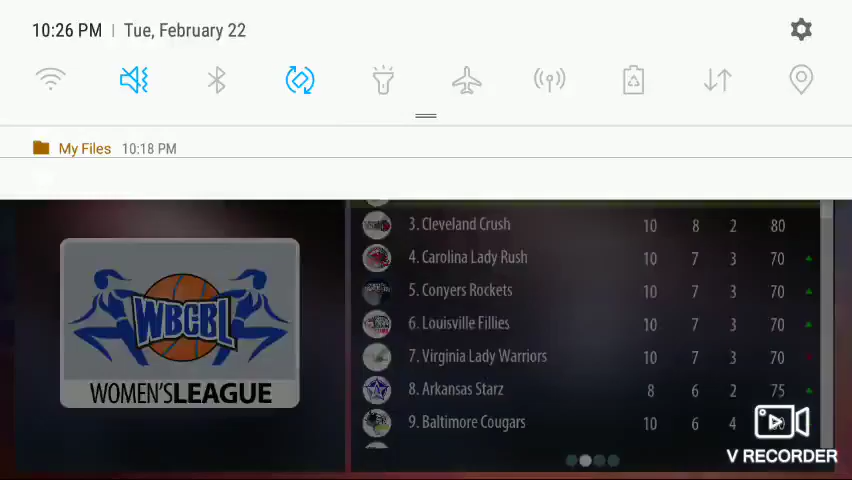 10:26 PM | Tue, February 22
My Files 10:18 PM
3. Cleveland Crush 10 8 2 80
4. Carolina Lady Rush 10 7 3 70
5. Conyers Rockets 10 7 3 70
6. Louisville Fillies 10 7 3 70
7. Virginia Lady Warriors 10 7 3 70
8. Arkansas Starz 8 6 2 75
9. Baltimore Cougars 10 6 4
WBCBL
WOMEN'SLEAGUE
V RECORDER